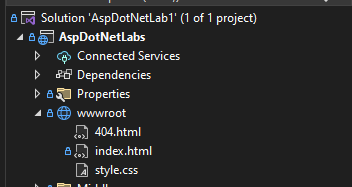 Solution 'AspDotNetLab1' (1 of 1 project)
AspDotNetLabs
Connected Services
Dependencies
Properties
wwwroot
404.html
index.html
style.css